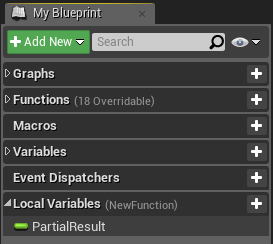 My Blueprint
Add New
Search
Graphs
Functions (18 Overridable)
Macros
Variables
Event Dispatchers
Local Variables (NewFunction)
PartialResult